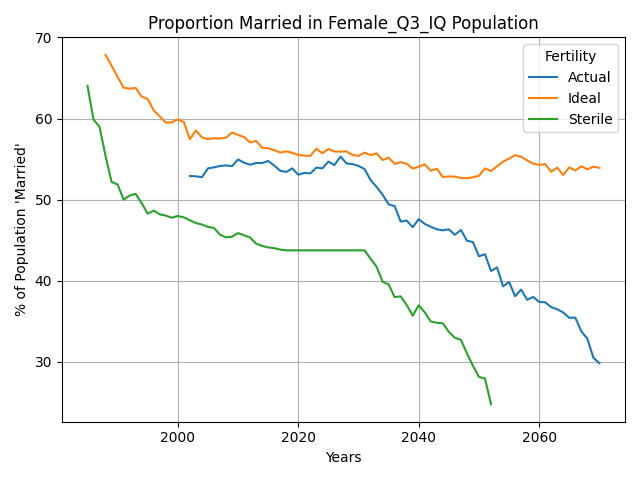 Proportion Married in Female_Q3_IQ Population
Fertility
Actual
Ideal
Sterile
% of Population 'Married'
70
60
50
40
30
2000
2020
2040
2060
Years